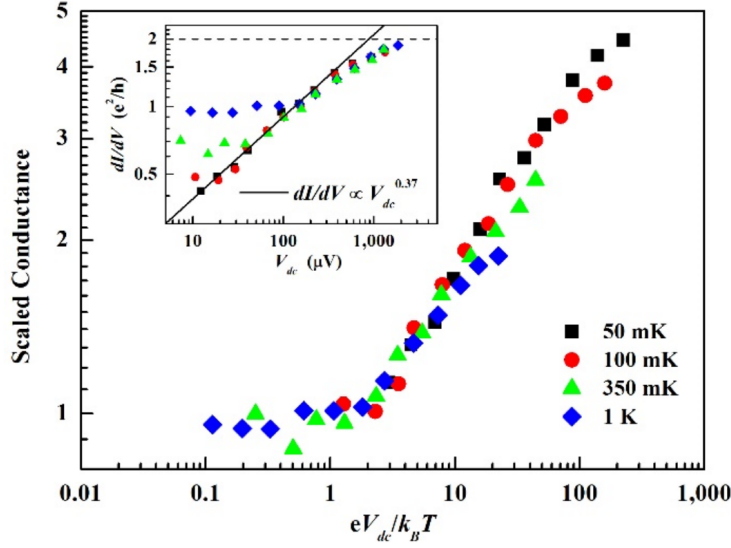 5
4
3
2
1
Scaled Conductance
0.01 0.1 1 10 100 1,000
eV_dc/k_BT
50 mK
100 mK
350 mK
1 K
2
1.5
1
0.5
dI/dV (e²/h)
dI/dV ∝ V_dc^0.37
10 100 1,000
V_dc (μV)